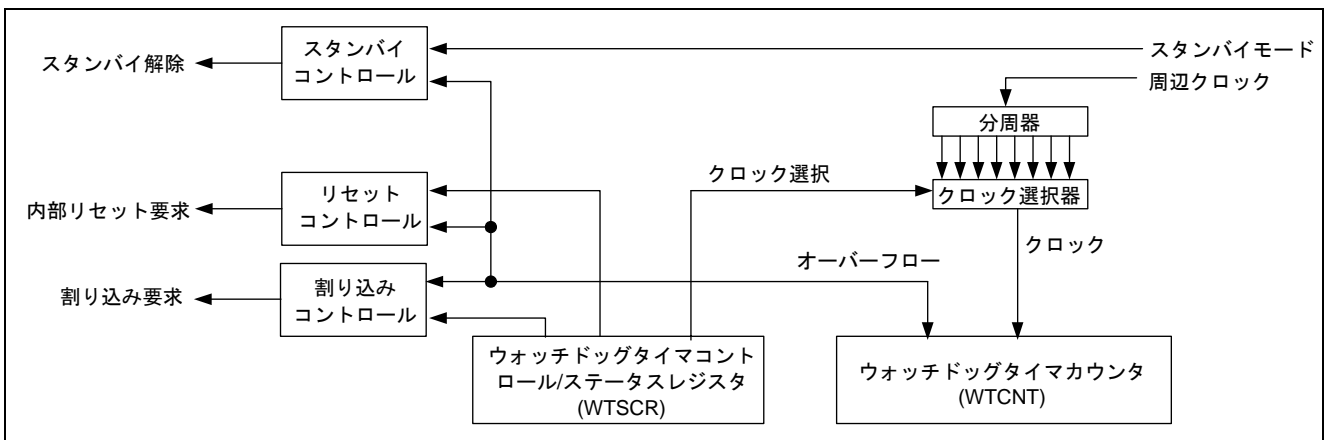 スタンバイ
コントロール
スタンバイ解除
スタンバイモード
周辺クロック
分周器
クロック選択
クロック選択器
リセット
コントロール
内部リセット要求
クロック
オーバーフロー
割り込み
コントロール
割り込み要求
ウォッチドッグタイマコント
ロール/ステータスレジスタ
(WTSCR)
ウォッチドッグタイマカウンタ
(WTCNT)